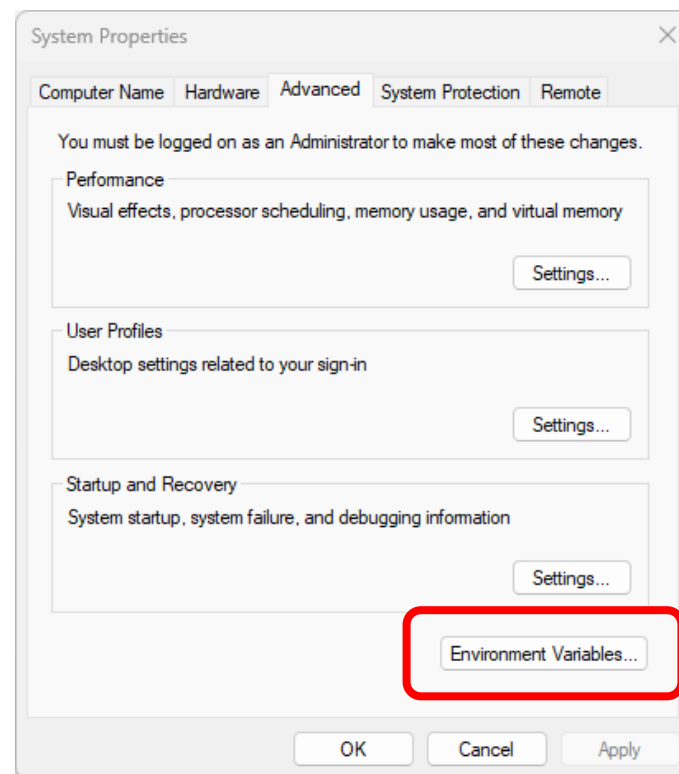 System Properties
Computer Name Hardware Advanced System Protection Remote
You must be logged on as an Administrator to make most of these changes.
Performance
Visual effects, processor scheduling, memory usage, and virtual memory
Settings...
User Profiles
Desktop settings related to your sign-in
Settings...
Startup and Recovery
System startup, system failure, and debugging information
Settings...
Environment Variables...
OK Cancel Apply